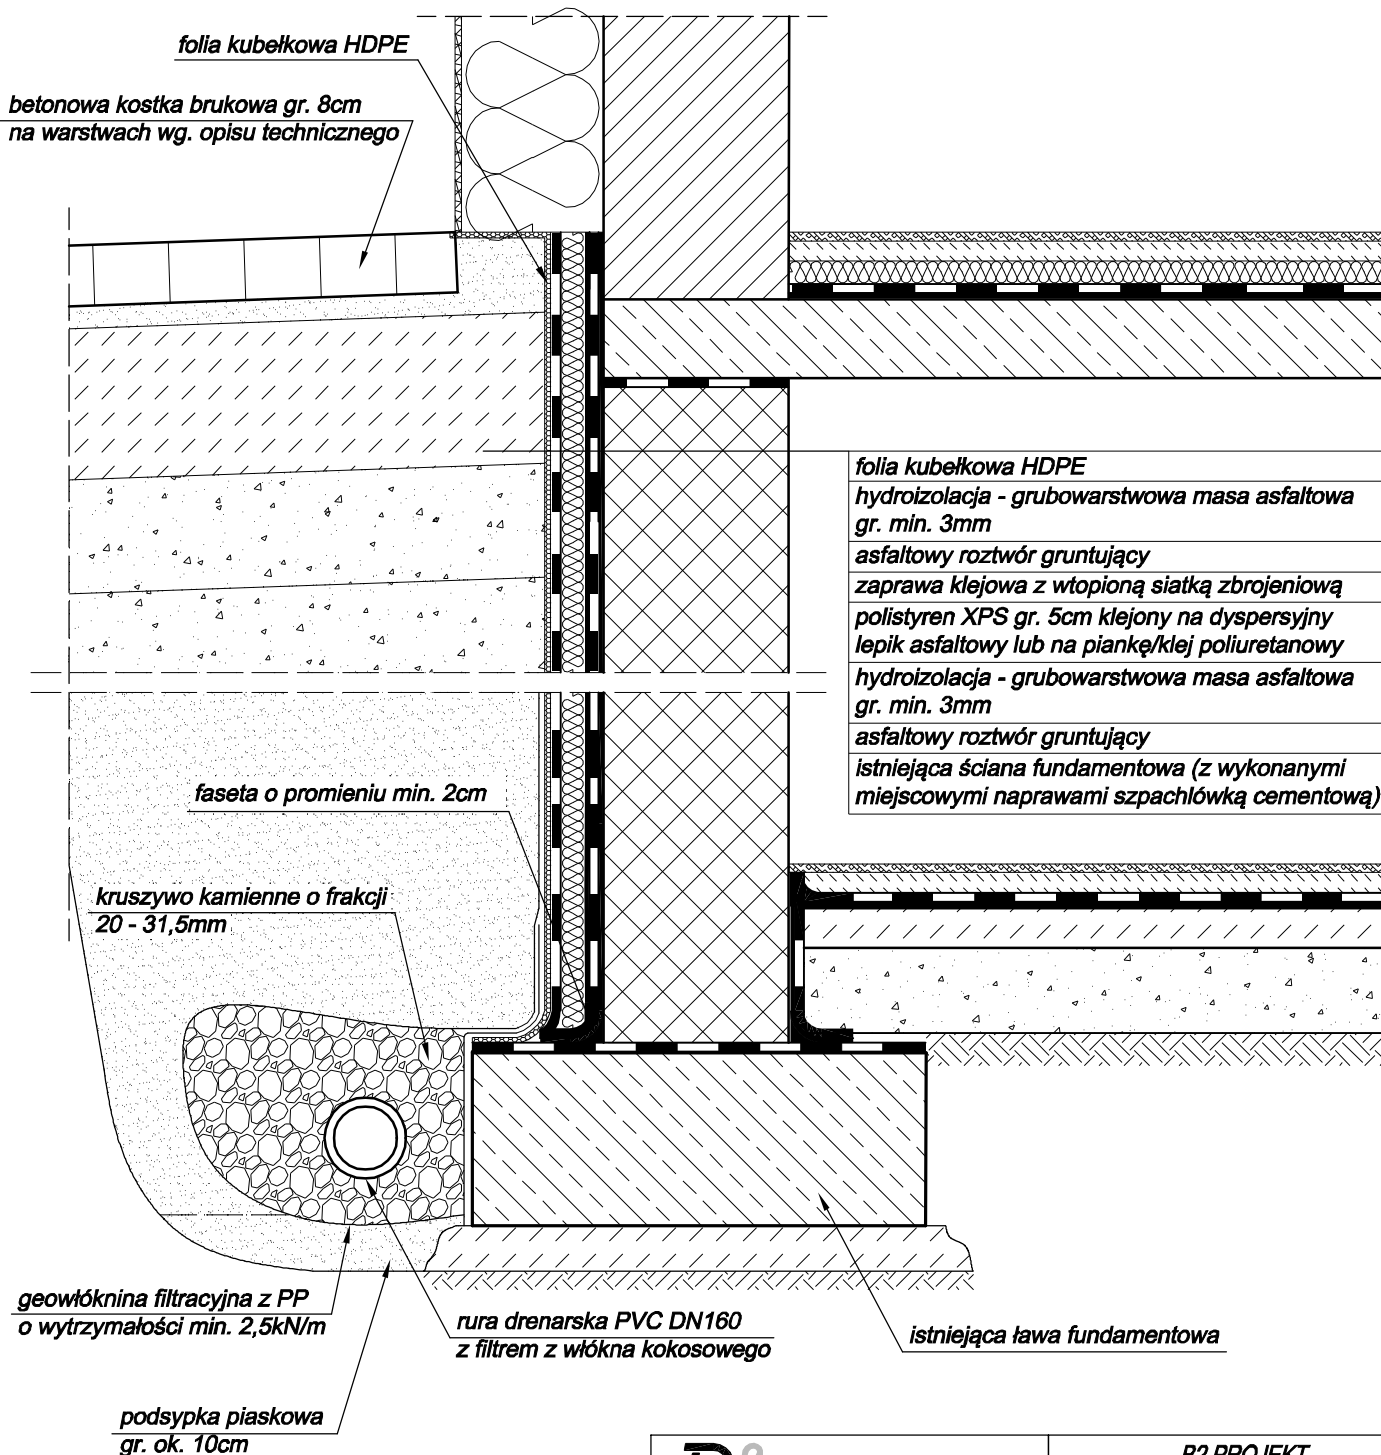 folia kubełkowa HDPE
betonowa kostka brukowa gr. 8cm
na warstwach wg. opisu technicznego
folia kubełkowa HDPE
hydroizolacja - grubowarstwowa masa asfaltowa
gr. min. 3mm
asfaltowy roztwór gruntujący
zaprawa klejowa z wtopioną siatką zbrojeniową
polistyren XPS gr. 5cm klejony na dyspersyjny
lepik asfaltowy lub na piankę/klej poliuretanowy
hydroizolacja - grubowarstwowa masa asfaltowa
gr. min. 3mm
asfaltowy roztwór gruntujący
istniejąca ściana fundamentowa (z wykonanymi
miejscowymi naprawami szpachlówką cementową)
faseta o promieniu min. 2cm
kruszywo kamienne o frakcji
20 - 31,5mm
geowłóknina filtracyjna z PP
o wytrzymałości min. 2,5kN/m
rura drenarska PVC DN160
z filtrem z włókna kokosowego
istniejąca ława fundamentowa
podsypka piaskowa
gr. ok. 10cm